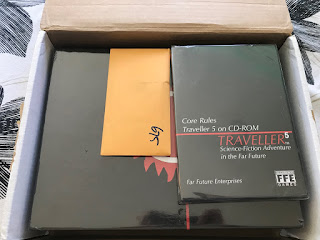 Core Rules
Traveller 5 on CD-ROM
TRAVELLER5
Science-Fiction Adventure
in the Far Future
Far Future Enterprises
FFE
GAMES